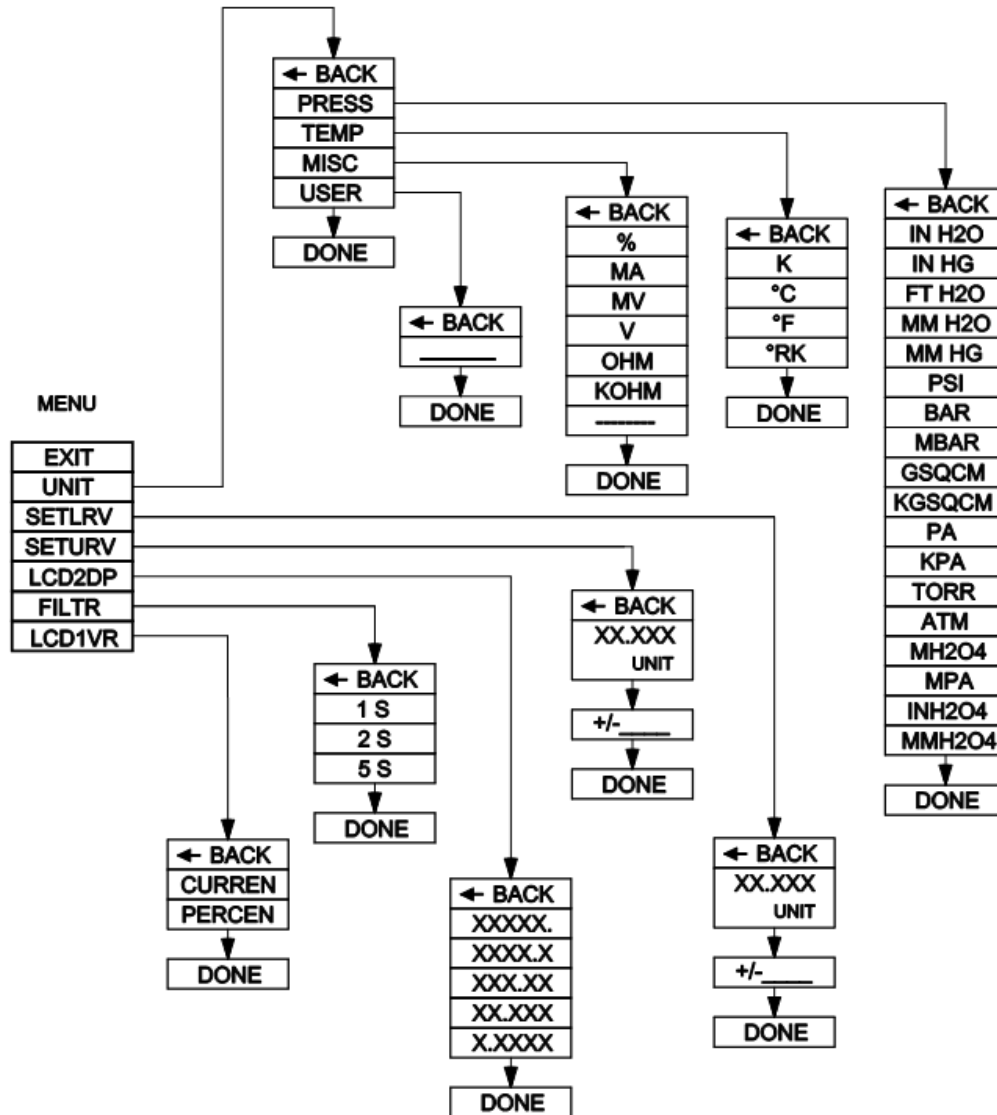 ← BACK
PRESS
TEMP
MISC
USER
DONE
← BACK
_______
DONE
← BACK
%
MA
MV
V
OHM
KOHM
--------
DONE
← BACK
K
°C
°F
°RK
DONE
← BACK
IN H2O
IN HG
FT H2O
MM H2O
MM HG
PSI
BAR
MBAR
GSQCM
KGSQCM
PA
KPA
TORR
ATM
MH2O4
MPA
INH2O4
MMH2O4
DONE
MENU
EXIT
UNIT
SETLRV
SETURV
LCD2DP
FILTR
LCD1VR
← BACK
CURREN
PERCEN
DONE
← BACK
1 S
2 S
5 S
DONE
← BACK
XXXXX.
XXXX.X
XXX.XX
XX.XXX
X.XXXX
DONE
← BACK
XX.XXX
UNIT
+/-_____
DONE
← BACK
XX.XXX
UNIT
+/-_____
DONE